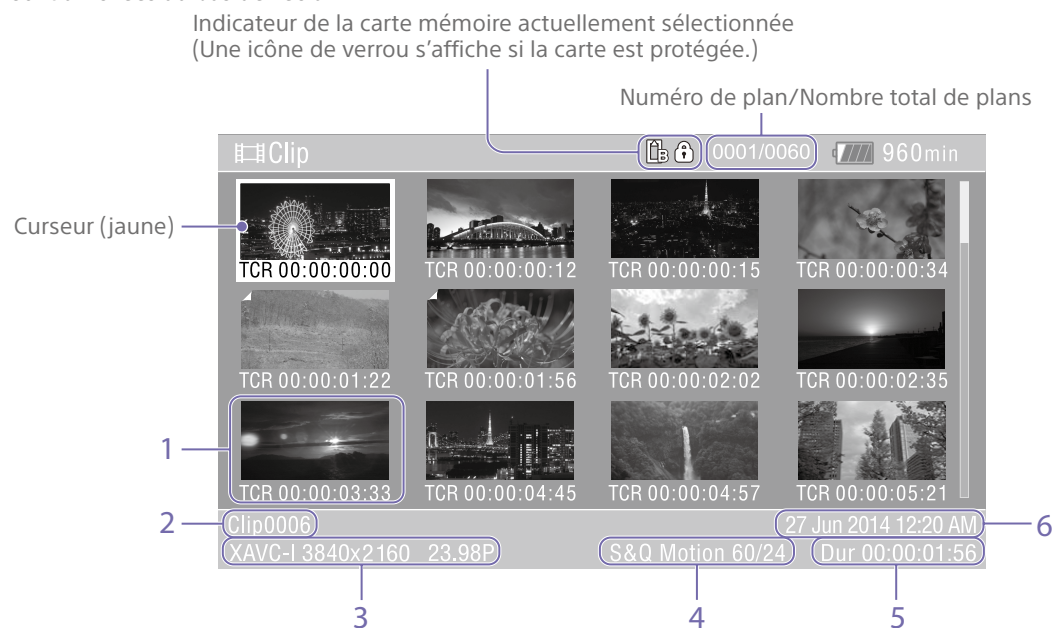 Indicateur de la carte mémoire actuellement sélectionnée
(Une icône de verrou s’affiche si la carte est protégée.)
Numéro de plan/Nombre total de plans
Clip
B
0001/0060
960min
Curseur (jaune)
TCR 00:00:00:00
TCR 00:00:00:12
TCR 00:00:00:15
TCR 00:00:00:34
TCR 00:00:01:22
TCR 00:00:01:56
TCR 00:00:02:02
TCR 00:00:02:35
1
TCR 00:00:03:33
TCR 00:00:04:45
TCR 00:00:04:57
TCR 00:00:05:21
2
Clip0006
27 Jun 2014 12:20 AM
6
XAVC-I 3840x2160 23.98P
S&Q Motion 60/24
Dur 00:00:01:56
3
4
5